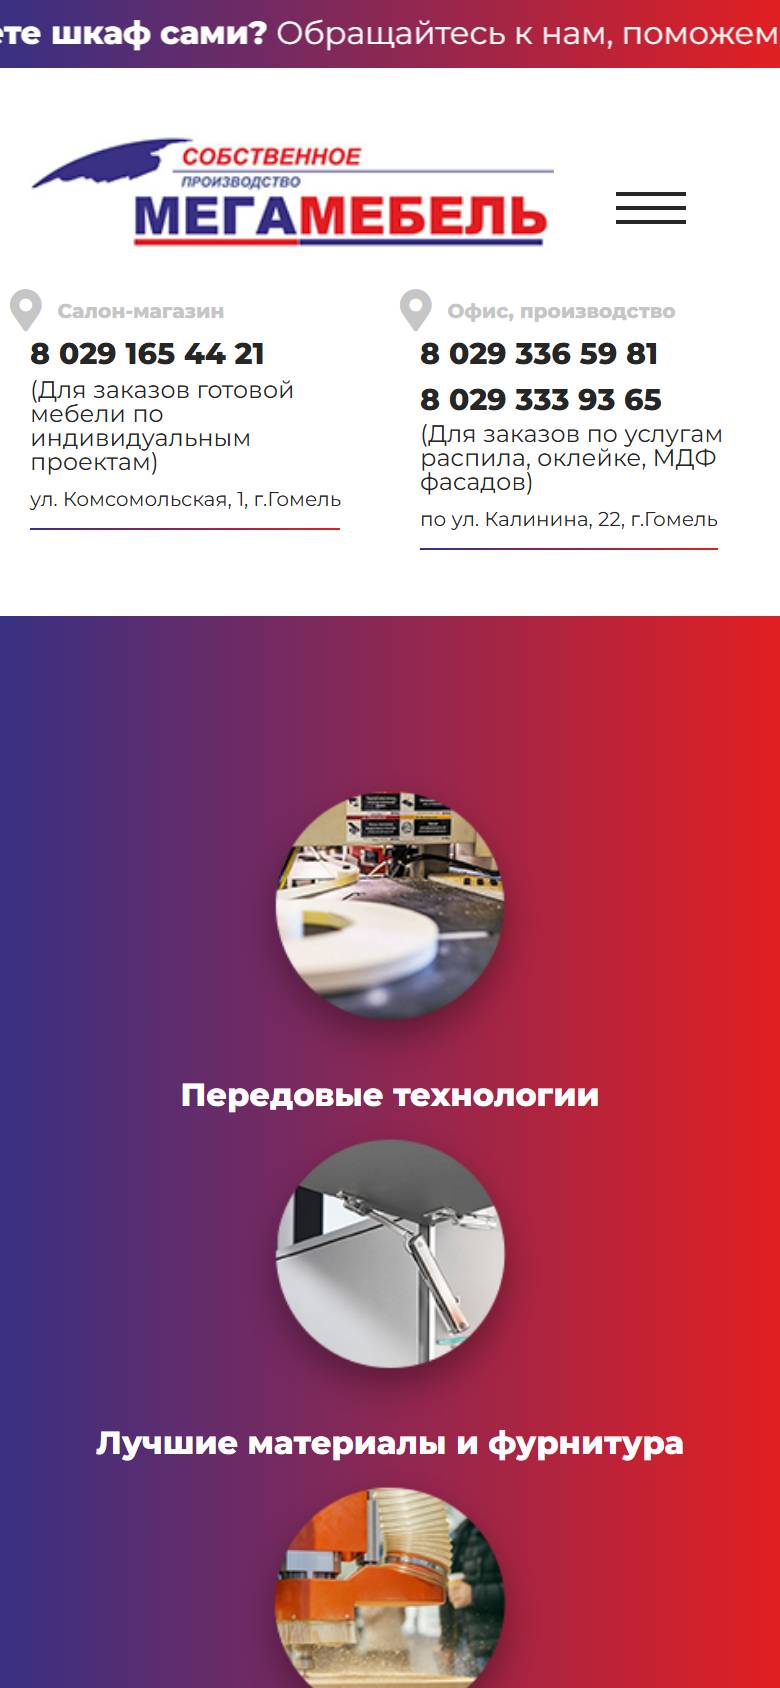 шкаф сами? Обращайтесь к нам, поможем
СОБСТВЕННОЕ
ПРОИЗВОДСТВО
МЕГАМЕБЕЛЬ
Салон-магазин
8 029 165 44 21
(Для заказов готовой
мебели по
индивидуальным
проектам)
ул. Комсомольская, 1, г.Гомель
Офис, производство
8 029 336 59 81
8 029 333 93 65
(Для заказов по услугам
распила, оклейке, МДФ
фасадов)
по ул. Калинина, 22, г.Гомель
Передовые технологии
Лучшие материалы и фурнитура